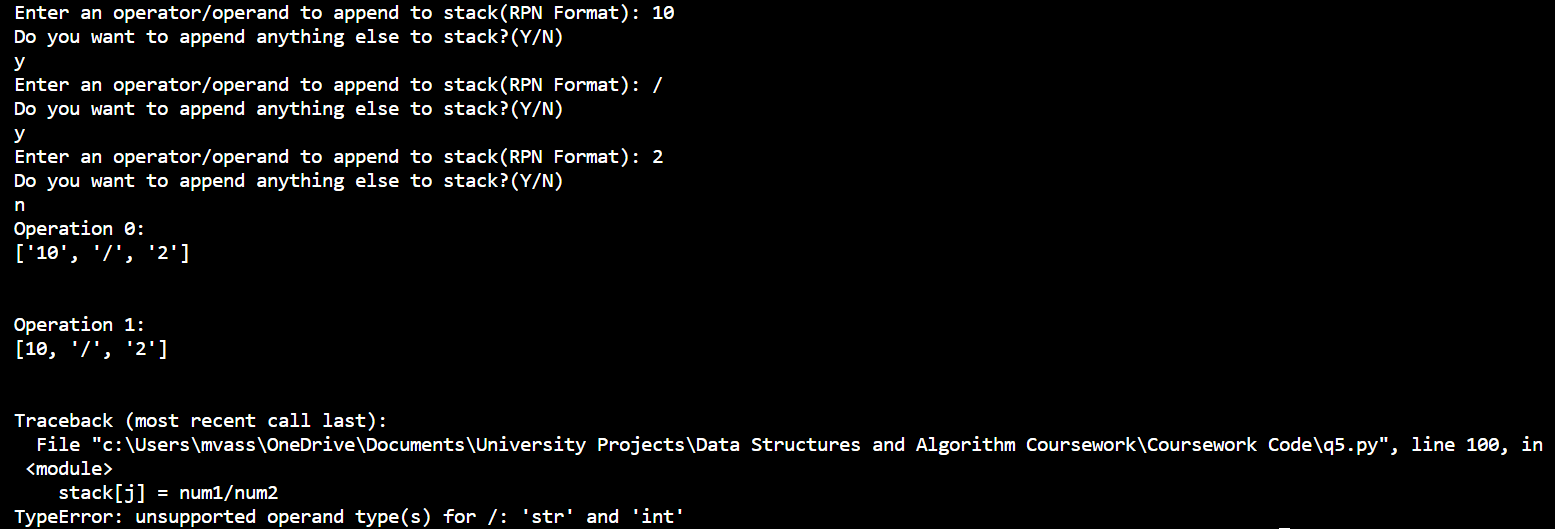 Enter an operator/operand to append to stack(RPN Format): 10
Do you want to append anything else to stack?(Y/N)
y
Enter an operator/operand to append to stack(RPN Format): /
Do you want to append anything else to stack?(Y/N)
y
Enter an operator/operand to append to stack(RPN Format): 2
Do you want to append anything else to stack?(Y/N)
n
Operation 0:
['10', '/', '2']
Operation 1:
[10, '/', '2']
Traceback (most recent call last):
  File "c:\Users\mvass\OneDrive\Documents\University Projects\Data Structures and Algorithm Coursework\Coursework Code\q5.py", line 100, in
 <module>
    stack[j] = num1/num2
TypeError: unsupported operand type(s) for /: 'str' and 'int'